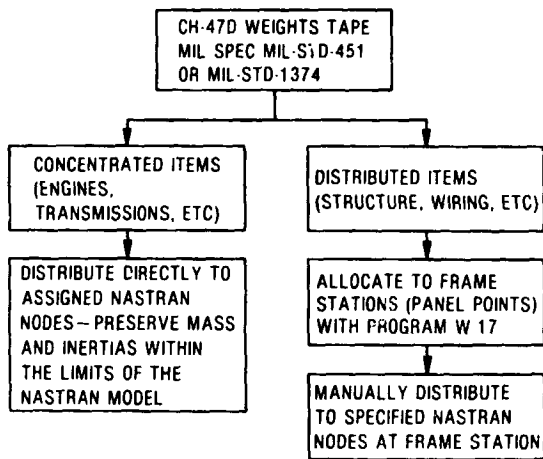 CH-47D WEIGHTS TAPE
MIL SPEC MIL-STD-451
OR MIL-STD-1374
CONCENTRATED ITEMS
(ENGINES,
TRANSMISSIONS, ETC)
DISTRIBUTE DIRECTLY TO
ASSIGNED NASTRAN
NODES—PRESERVE MASS
AND INERTIAS WITHIN
THE LIMITS OF THE
NASTRAN MODEL
DISTRIBUTED ITEMS
(STRUCTURE, WIRING, ETC)
ALLOCATE TO FRAME
STATIONS (PANEL POINTS)
WITH PROGRAM W 17
MANUALLY DISTRIBUTE
TO SPECIFIED NASTRAN
NODES AT FRAME STATION